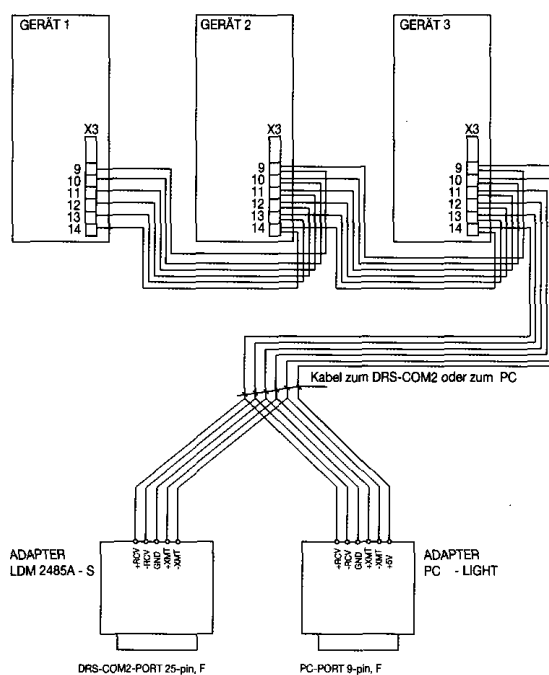 GERÄT 1
GERÄT 2
GERÄT 3
X3
X3
X3
9
10
11
12
13
14
9
10
11
12
13
14
9
10
11
12
13
14
Kabel zum DRS-COM2 oder zum PC
ADAPTER
LDM 2485A - S
+RCV
-RCV
GND
+XMT
-XMT
+RCV
-RCV
GND
+XMT
-XMT
+5V
ADAPTER
PC - LIGHT
DRS-COM2-PORT 25-pin, F
PC-PORT 9-pin, F